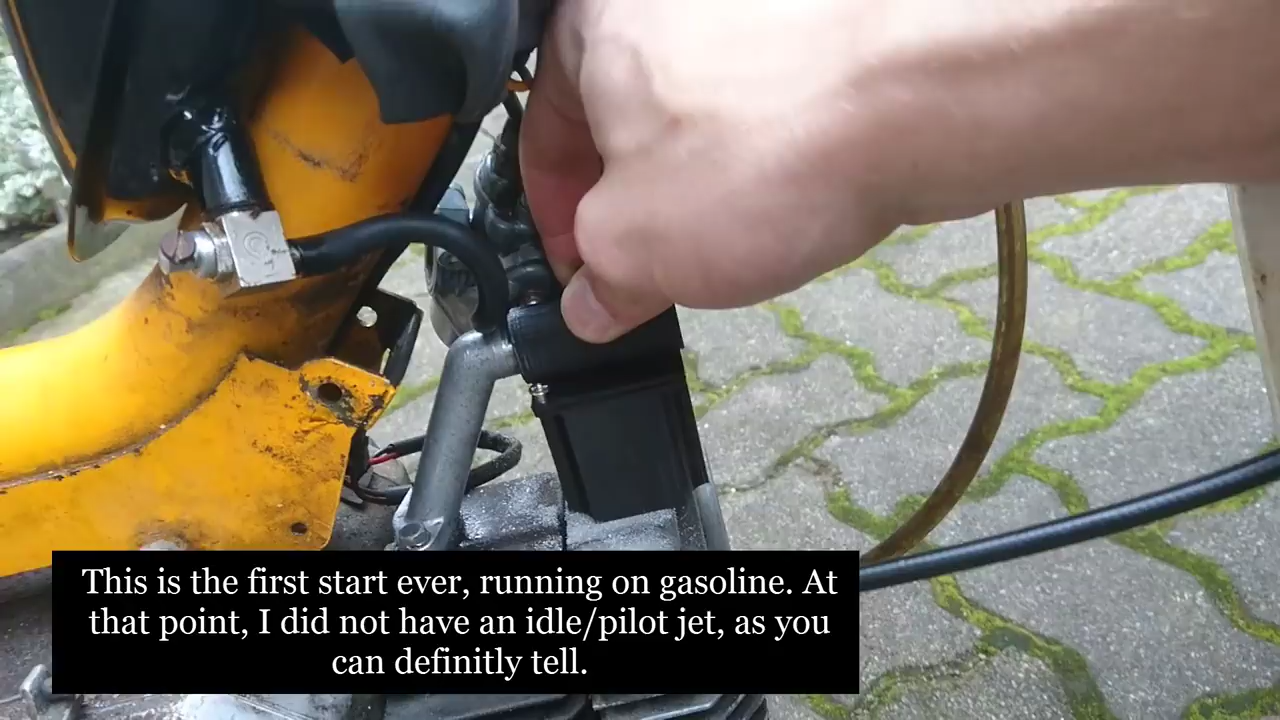 This is the first start ever, running on gasoline. At
that point, I did not have an idle/pilot jet, as you
can definitly tell.